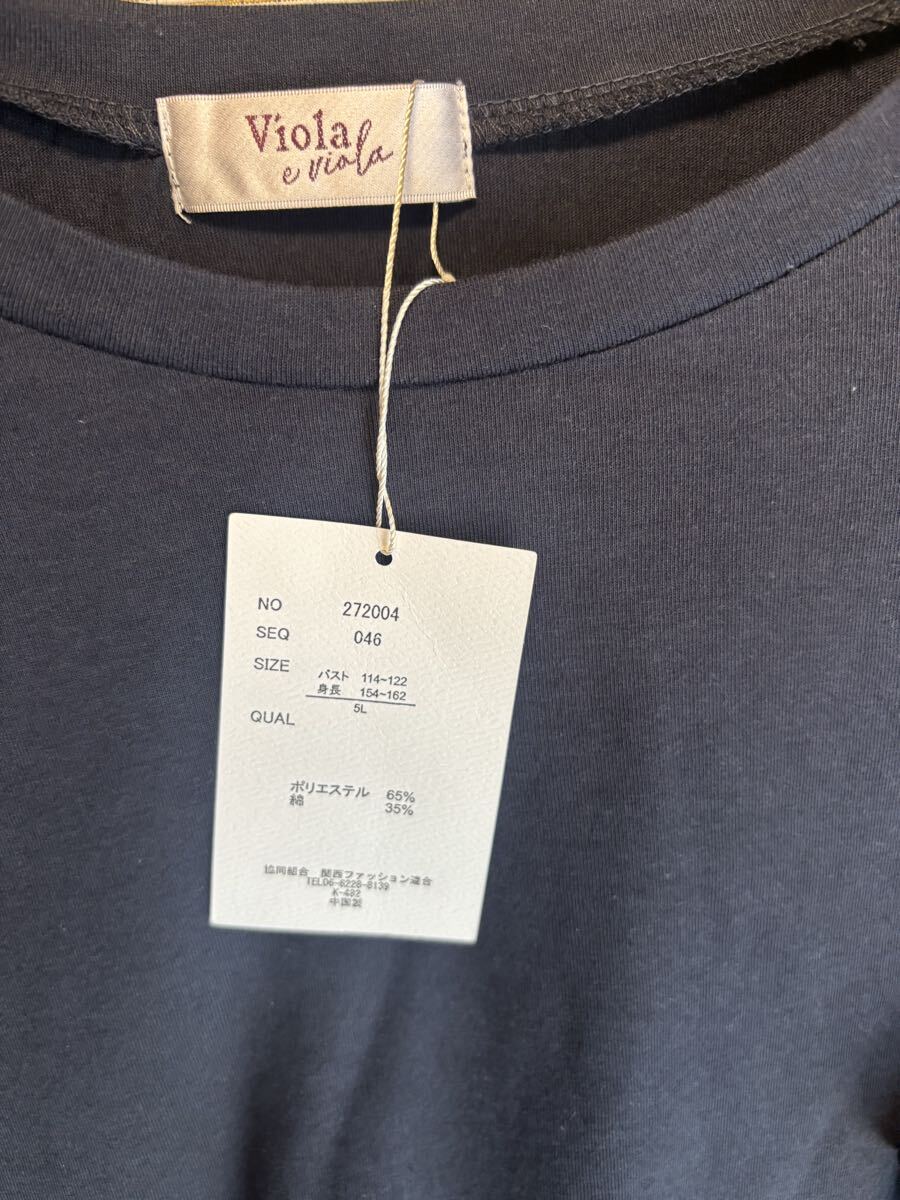 Viola
e viola
NO 272004
SEQ 046
SIZE バスト 114~122
身長 154~162
5L
QUAL
ポリエステル 65%
綿 35%
協同組合 関西ファッション連合
TEL06-6228-8139
K-482
中国製